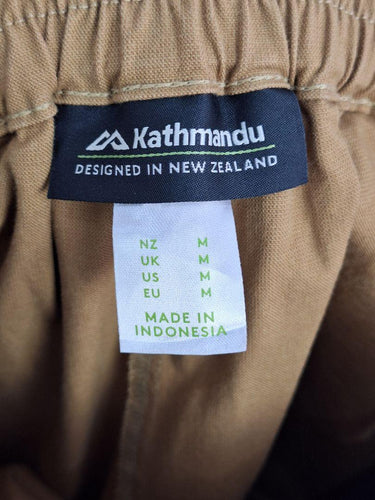 Kathmandu
DESIGNED IN NEW ZEALAND
NZ M
UK M
US M
EU M
MADE IN
INDONESIA